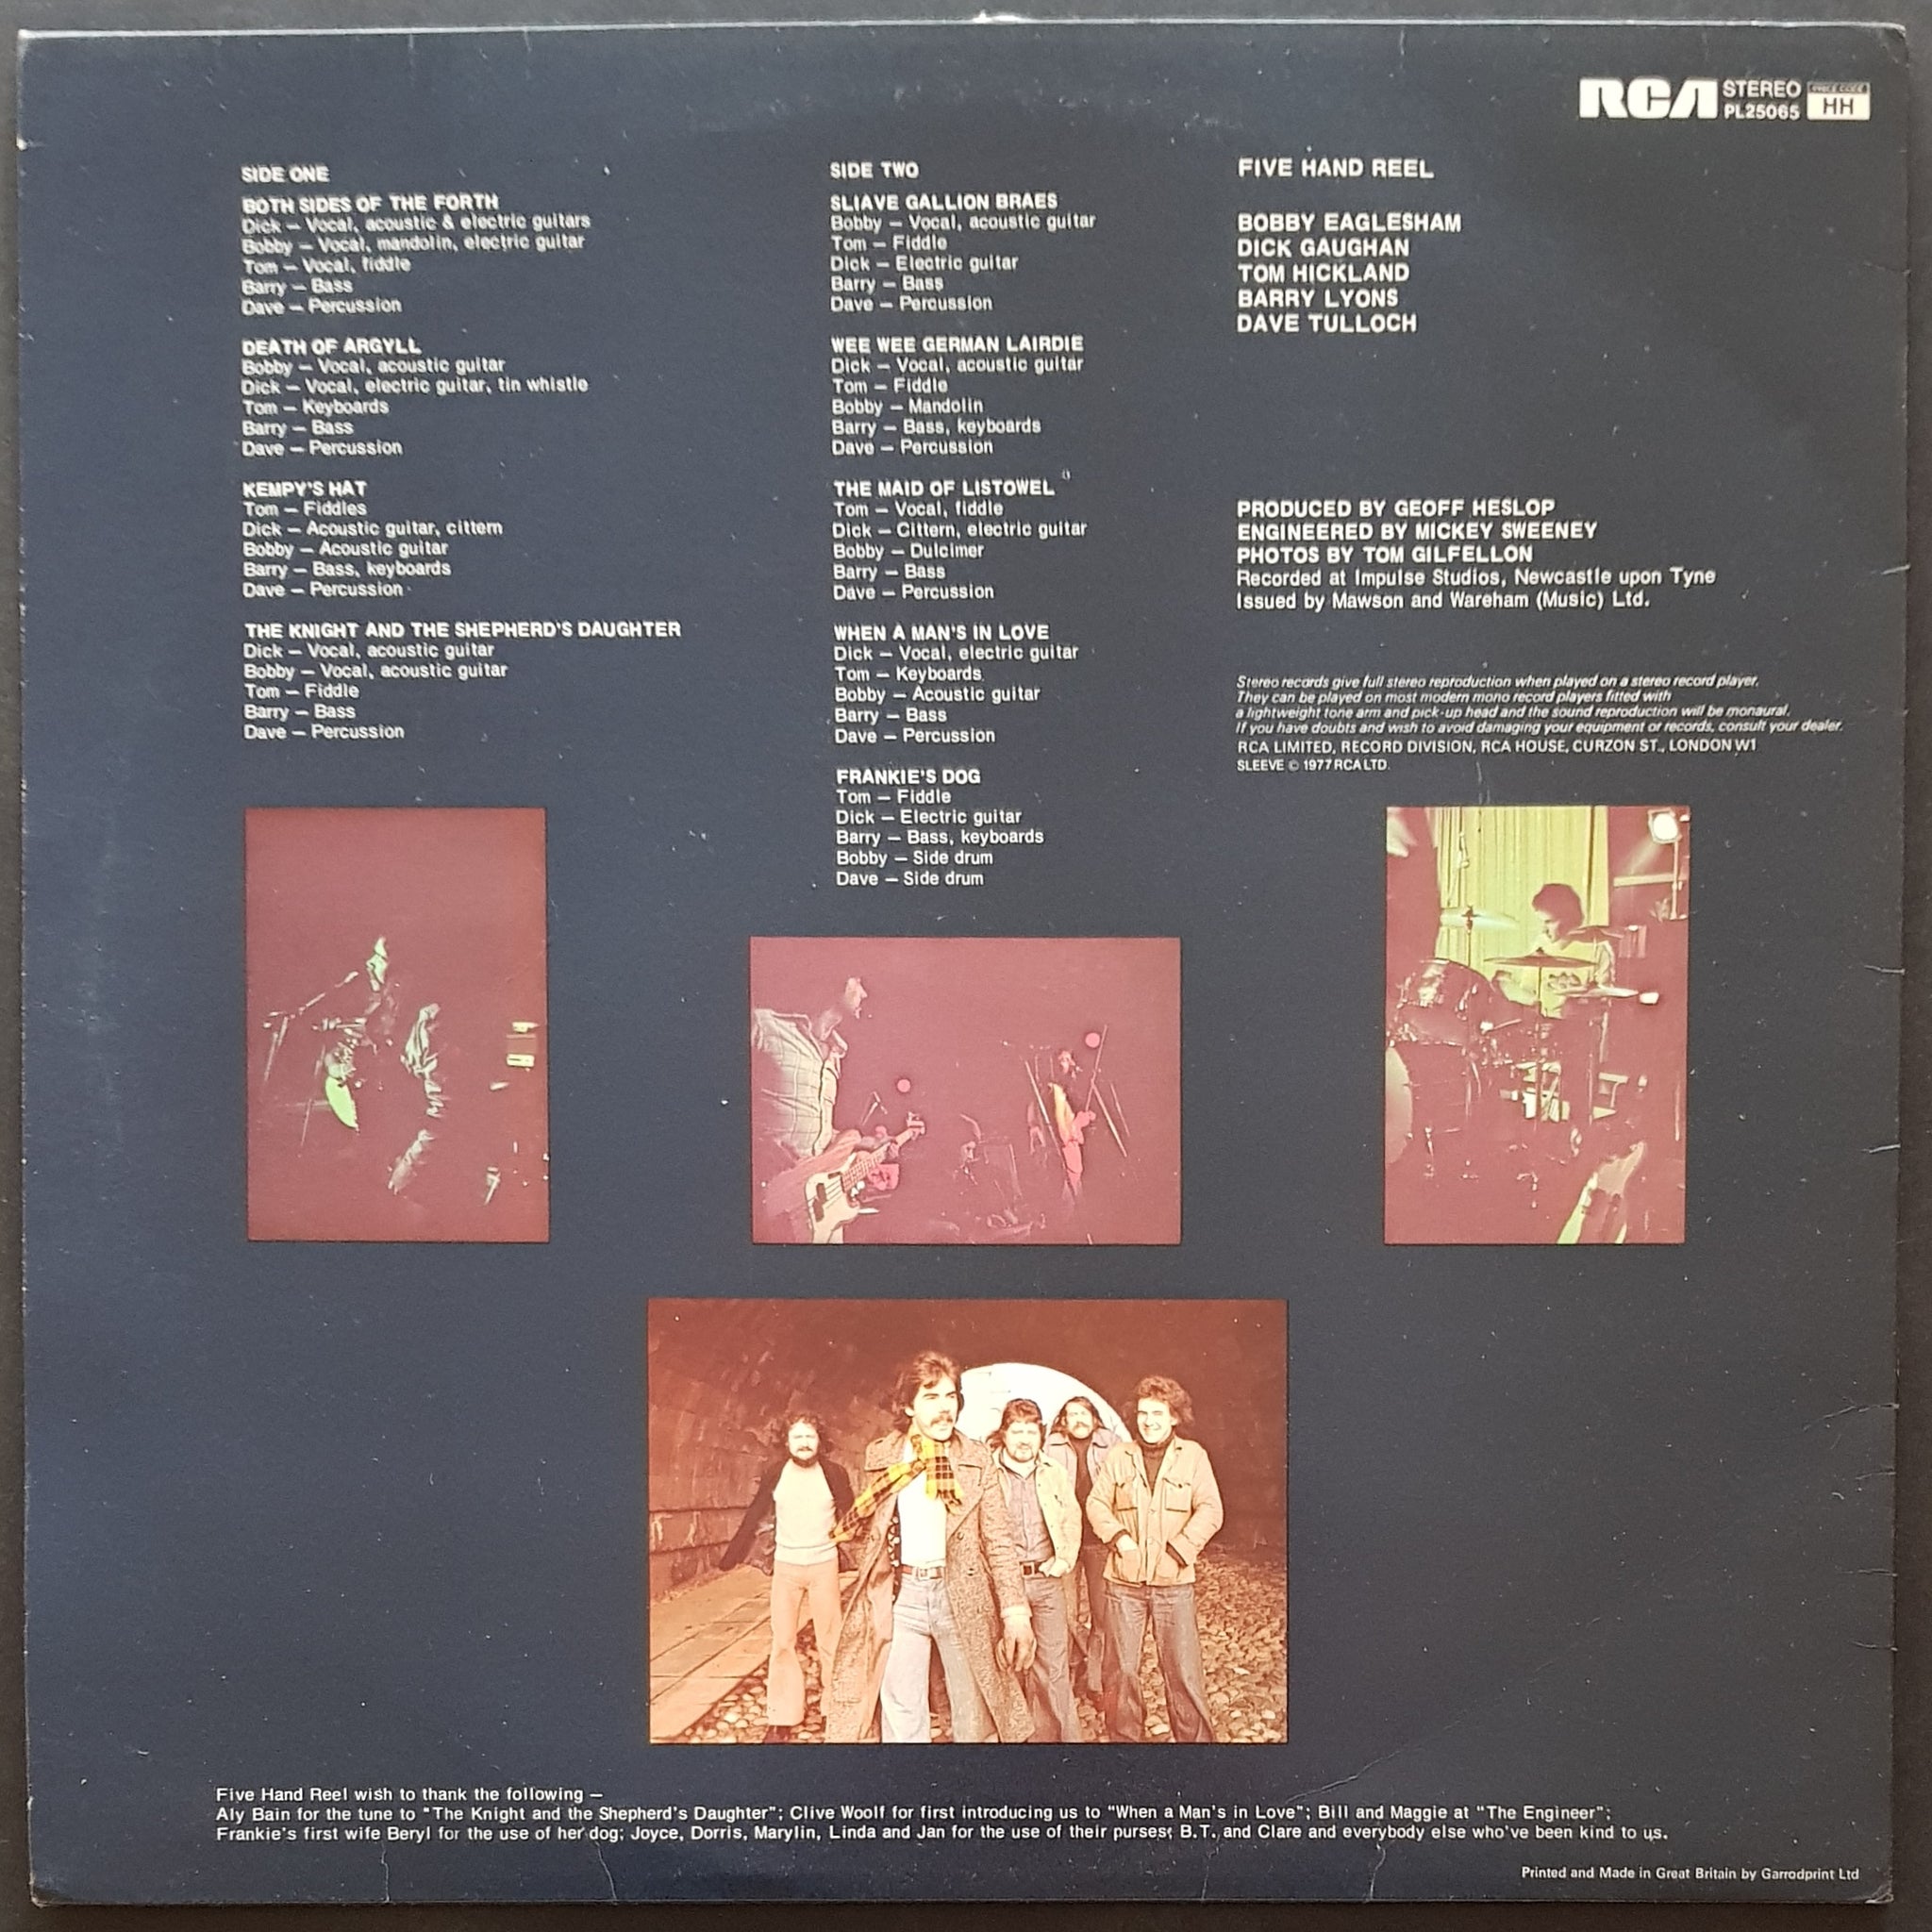 RCA STEREO
PL25065
PRICE CODE
HH
SIDE ONE
BOTH SIDES OF THE FORTH
Dick – Vocal, acoustic & electric guitars
Bobby – Vocal, mandolin, electric guitar
Tom – Vocal, fiddle
Barry – Bass
Dave – Percussion
DEATH OF ARGYLL
Bobby – Vocal, acoustic guitar
Dick – Vocal, electric guitar, tin whistle
Tom – Keyboards
Barry – Bass
Dave – Percussion
KEMPY'S HAT
Tom – Fiddles
Dick – Acoustic guitar, cittern
Bobby – Acoustic guitar
Barry – Bass, keyboards
Dave – Percussion
THE KNIGHT AND THE SHEPHERD'S DAUGHTER
Dick – Vocal, acoustic guitar
Bobby – Vocal, acoustic guitar
Tom – Fiddle
Barry – Bass
Dave – Percussion
SIDE TWO
SLIAVE GALLION BRAES
Bobby – Vocal, acoustic guitar
Tom – Fiddle
Dick – Electric guitar
Barry – Bass
Dave – Percussion
WEE WEE GERMAN LAIRDIE
Dick – Vocal, acoustic guitar
Tom – Fiddle
Bobby – Mandolin
Barry – Bass, keyboards
Dave – Percussion
THE MAID OF LISTOWEL
Tom – Vocal, fiddle
Dick – Cittern, electric guitar
Bobby – Dulcimer
Barry – Bass
Dave – Percussion
WHEN A MAN'S IN LOVE
Dick – Vocal, electric guitar
Tom – Keyboards
Bobby – Acoustic guitar
Barry – Bass
Dave – Percussion
FRANKIE'S DOG
Tom – Fiddle
Dick – Electric guitar
Barry – Bass, keyboards
Bobby – Side drum
Dave – Side drum
FIVE HAND REEL
BOBBY EAGLESHAM
DICK GAUGHAN
TOM HICKLAND
BARRY LYONS
DAVE TULLOCH
PRODUCED BY GEOFF HESLOP
ENGINEERED BY MICKEY SWEENEY
PHOTOS BY TOM GILFELLON
Recorded at Impulse Studios, Newcastle upon Tyne
Issued by Mawson and Wareham (Music) Ltd.
Stereo records give full stereo reproduction when played on a stereo record player.
They can be played on most modern mono record players fitted with
a lightweight tone arm and pick-up head and the sound reproduction will be monaural.
If you have doubts and wish to avoid damaging your equipment or records, consult your dealer.
RCA LIMITED, RECORD DIVISION, RCA HOUSE, CURZON ST., LONDON W1
SLEEVE © 1977 RCA LTD.
Five Hand Reel wish to thank the following –
Aly Bain for the tune to "The Knight and the Shepherd's Daughter"; Clive Woolf for first introducing us to "When a Man's in Love"; Bill and Maggie at "The Engineer";
Frankie's first wife Beryl for the use of her dog; Joyce, Dorris, Marylin, Linda and Jan for the use of their purses; B.T. and Clare and everybody else who've been kind to us.
Printed and Made in Great Britain by Garrodprint Ltd